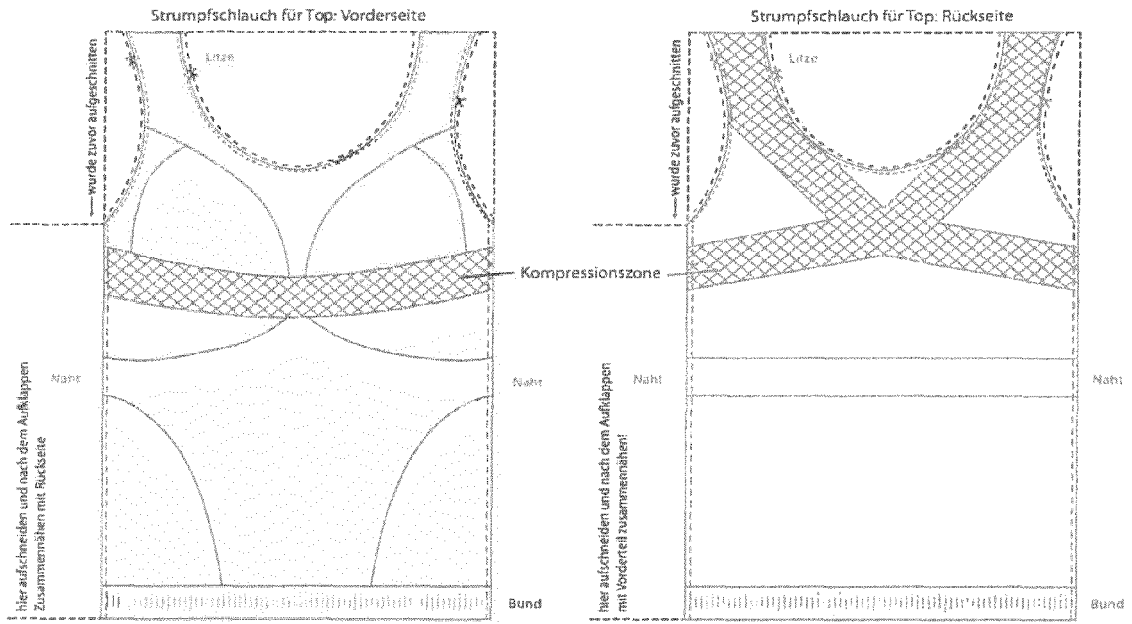 Strumpfschlauch für Top: Vorderseite
Litze
wurde zuvor aufgeschnitten
hier aufschneiden und nach dem Aufklappen
Zusammennähen mit Rückseite
Naht
Naht
Bund
Kompressionszone
Strumpfschlauch für Top: Rückseite
Litze
wurde zuvor aufgeschnitten
hier aufschneiden und nach dem Aufklappen
mit Vorderteil zusammennähen!
Naht
Naht
Bund